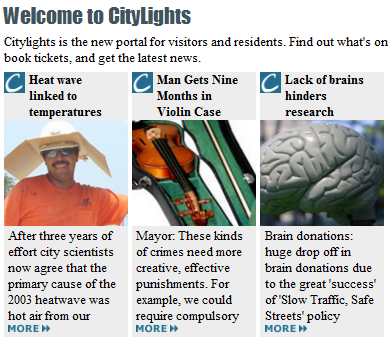 Welcome to CityLights
Citylights is the new portal for visitors and residents. Find out what's on
book tickets, and get the latest news.
C Heat wave
linked to
temperatures
After three years of
effort city scientists
now agree that the
primary cause of the
2003 heatwave was
hot air from our
MORE
C Man Gets Nine
Months in
Violin Case
Mayor: These kinds
of crimes need more
creative, effective
punishments. For
example, we could
require compulsory
MORE
C Lack of brains
hinders
research
Brain donations:
huge drop off in
brain donations due
to the great 'success'
of 'Slow Traffic, Safe
Streets' policy
MORE